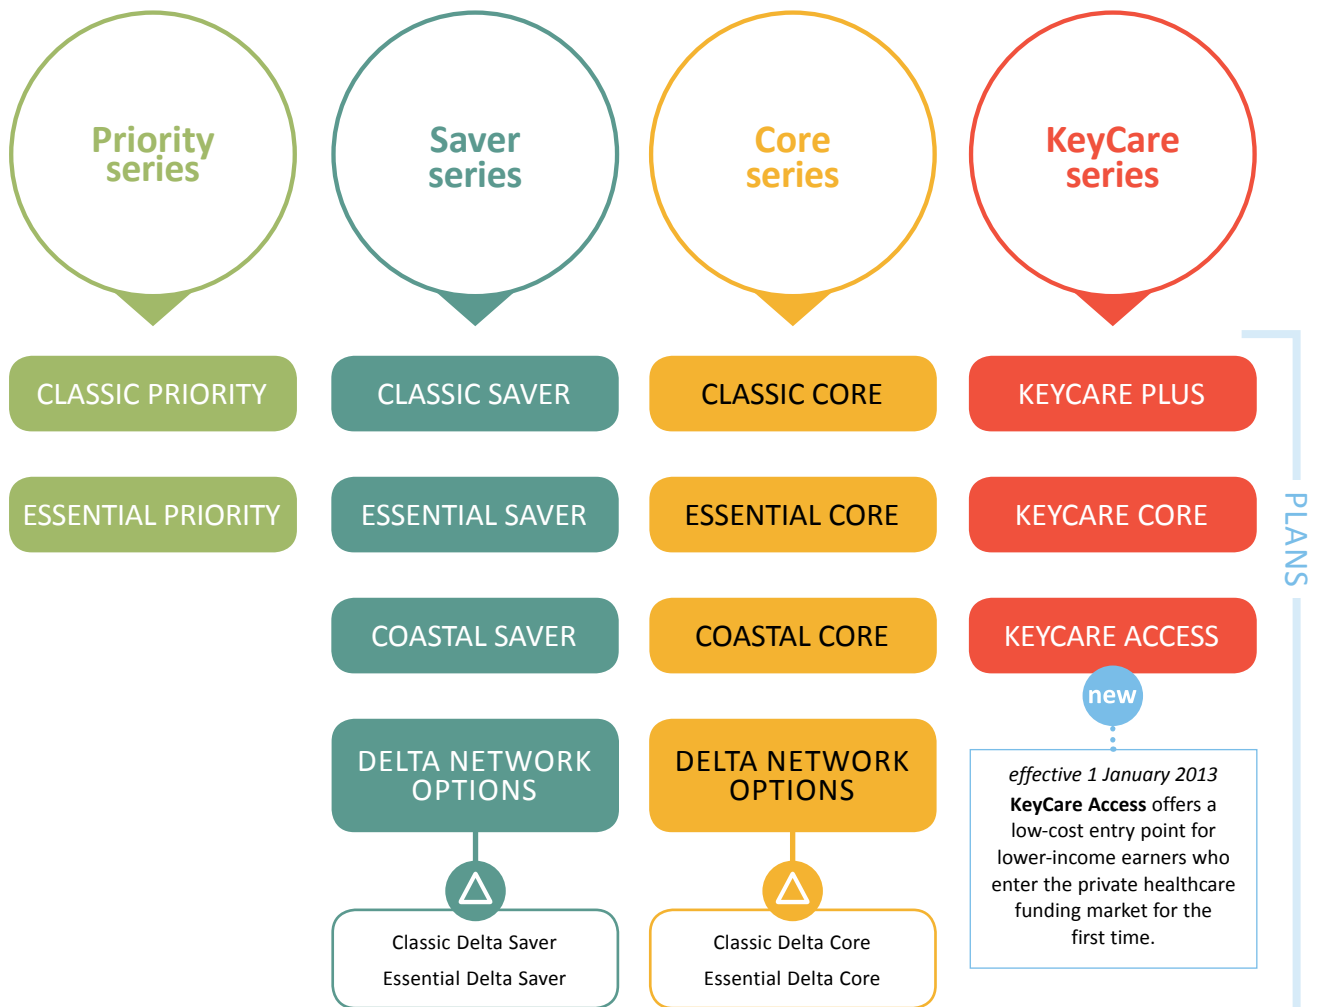 Priority
series
Saver
series
Core
series
KeyCare
series
CLASSIC PRIORITY
CLASSIC SAVER
CLASSIC CORE
KEYCARE PLUS
ESSENTIAL PRIORITY
ESSENTIAL SAVER
ESSENTIAL CORE
KEYCARE CORE
COASTAL SAVER
COASTAL CORE
KEYCARE ACCESS
new
DELTA NETWORK
OPTIONS
DELTA NETWORK
OPTIONS
effective 1 January 2013
KeyCare Access offers a
low-cost entry point for
lower-income earners who
enter the private healthcare
funding market for the
first time.
Classic Delta Saver
Essential Delta Saver
Classic Delta Core
Essential Delta Core
PLANS